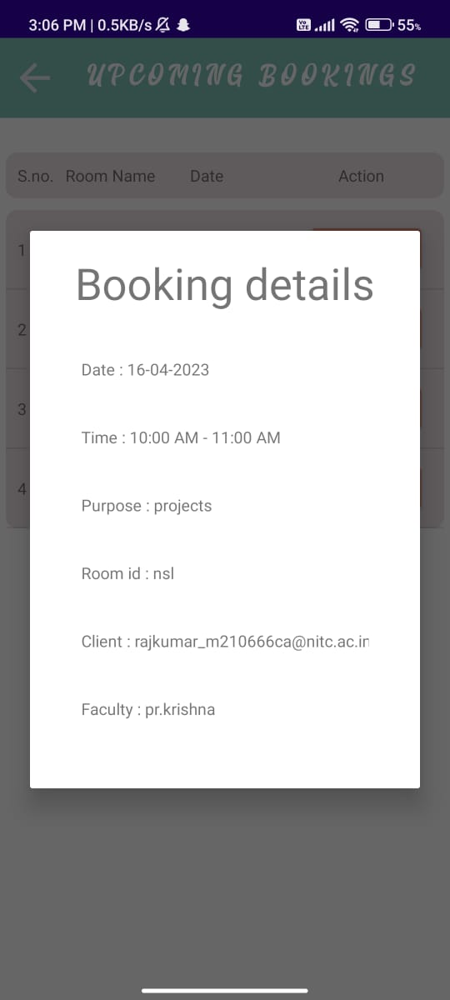 3:06 PM | 0.5KB/s
Vo LTE
55%
UPCOMING BOOKINGS
S.no. Room Name Date Action
1
2
3
4
Booking details
Date : 16-04-2023
Time : 10:00 AM - 11:00 AM
Purpose : projects
Room id : nsl
Client : rajkumar_m210666ca@nitc.ac.in
Faculty : pr.krishna